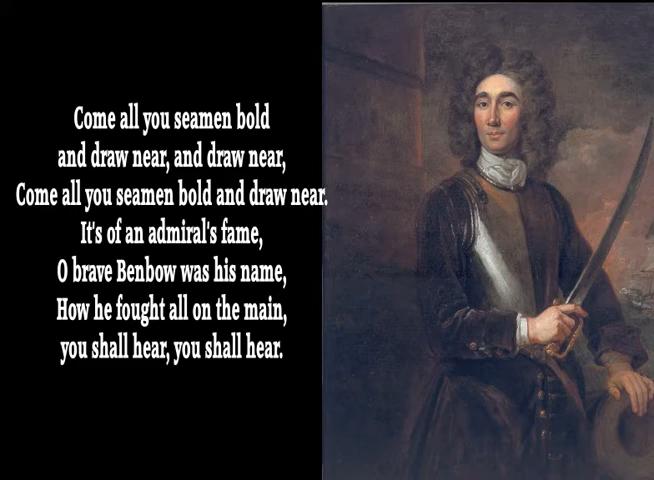 Come all you seamen bold
and draw near, and draw near,
Come all you seamen bold and draw near.
It's of an admiral's fame,
O brave Benbow was his name,
How he fought all on the main,
you shall hear, you shall hear.